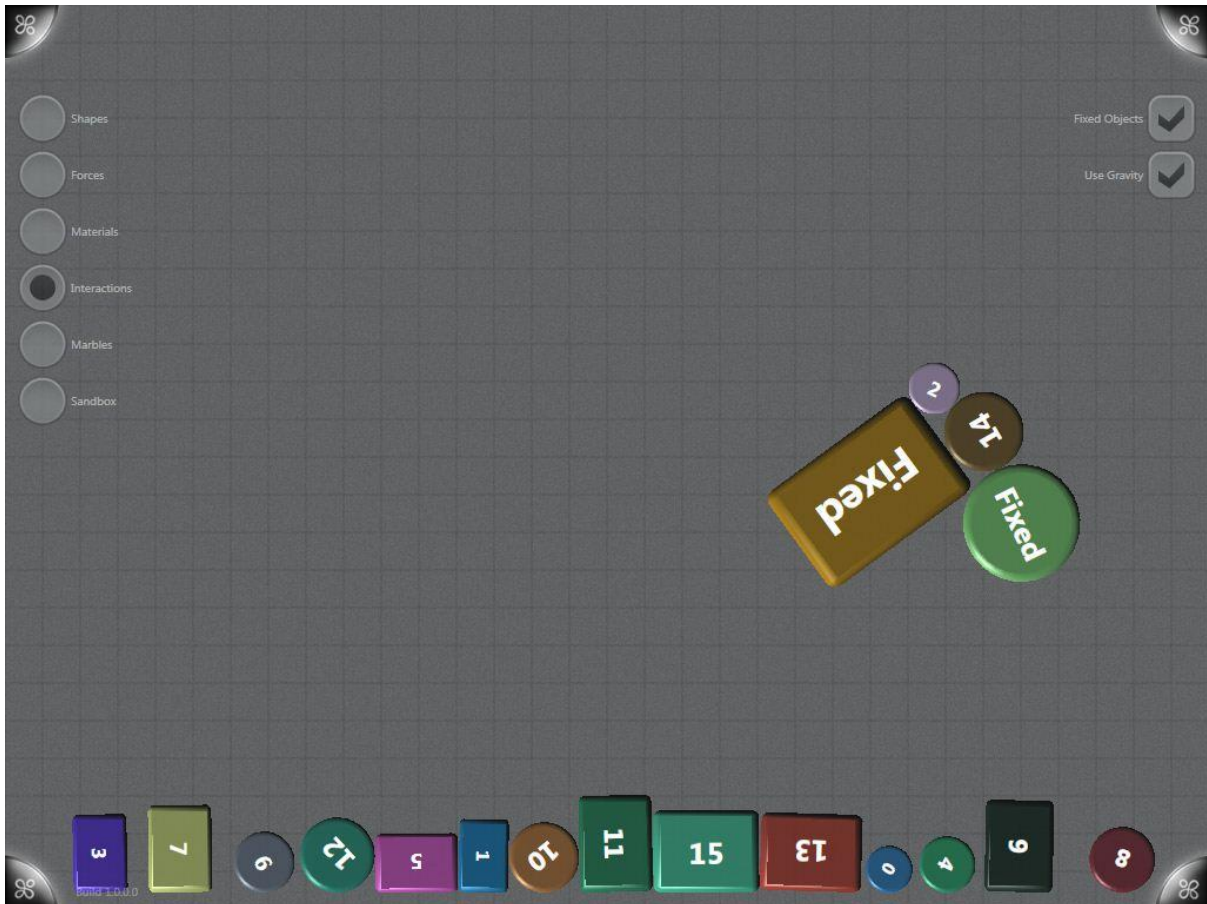 Shapes
Forces
Materials
Interactions
Marbles
Sandbox
Fixed Objects
Use Gravity
2
14
Fixed
Fixed
3
7
6
12
5
1
10
11
15
13
0
4
9
8
Build 1.0.0.0